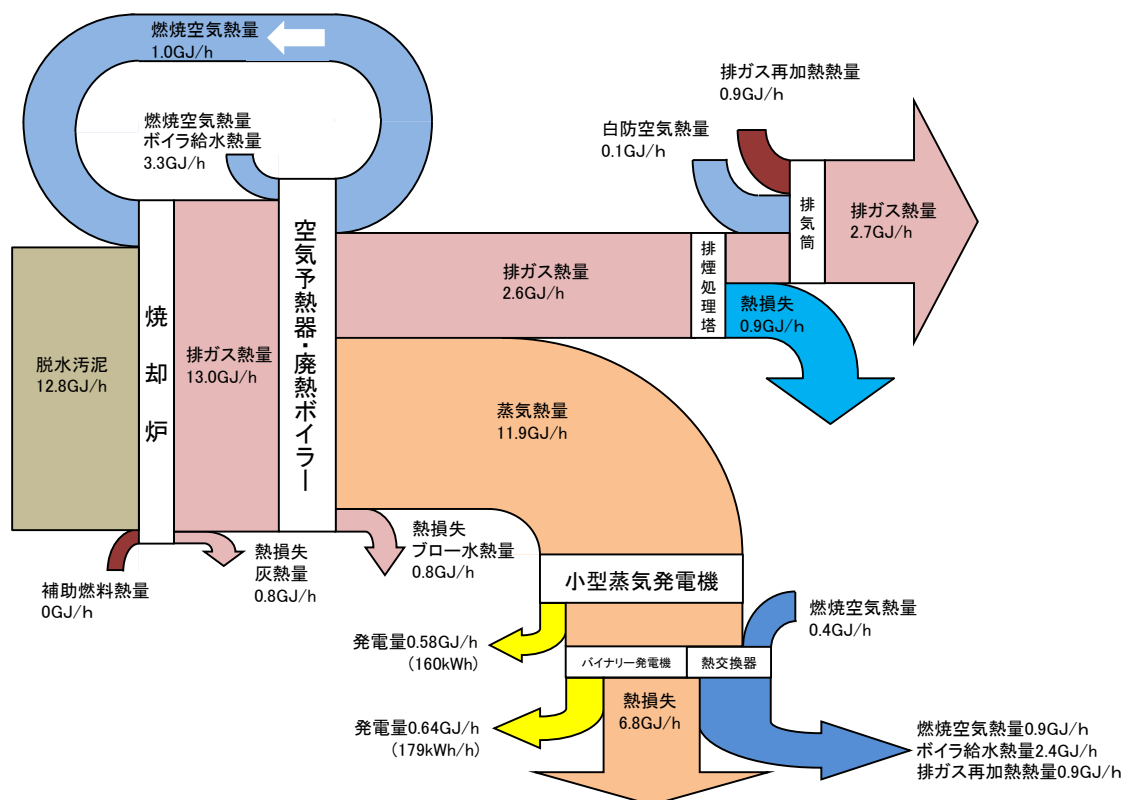 燃焼空気熱量
1.0GJ/h
燃焼空気熱量
ボイラ給水熱量
3.3GJ/h
排ガス再加熱熱量
0.9GJ/h
白防空気熱量
0.1GJ/h
排気筒
排ガス熱量
2.7GJ/h
空気予熱器・廃熱ボイラー
排ガス熱量
2.6GJ/h
排煙処理塔
熱損失
0.9GJ/h
脱水汚泥
12.8GJ/h
焼却炉
排ガス熱量
13.0GJ/h
蒸気熱量
11.9GJ/h
補助燃料熱量
0GJ/h
熱損失
灰熱量
0.8GJ/h
熱損失
ブロー水熱量
0.8GJ/h
小型蒸気発電機
燃焼空気熱量
0.4GJ/h
発電量0.58GJ/h
(160kWh)
バイナリー発電機
熱交換器
熱損失
6.8GJ/h
発電量0.64GJ/h
(179kWh/h)
燃焼空気熱量0.9GJ/h
ボイラ給水熱量2.4GJ/h
排ガス再加熱熱量0.9GJ/h